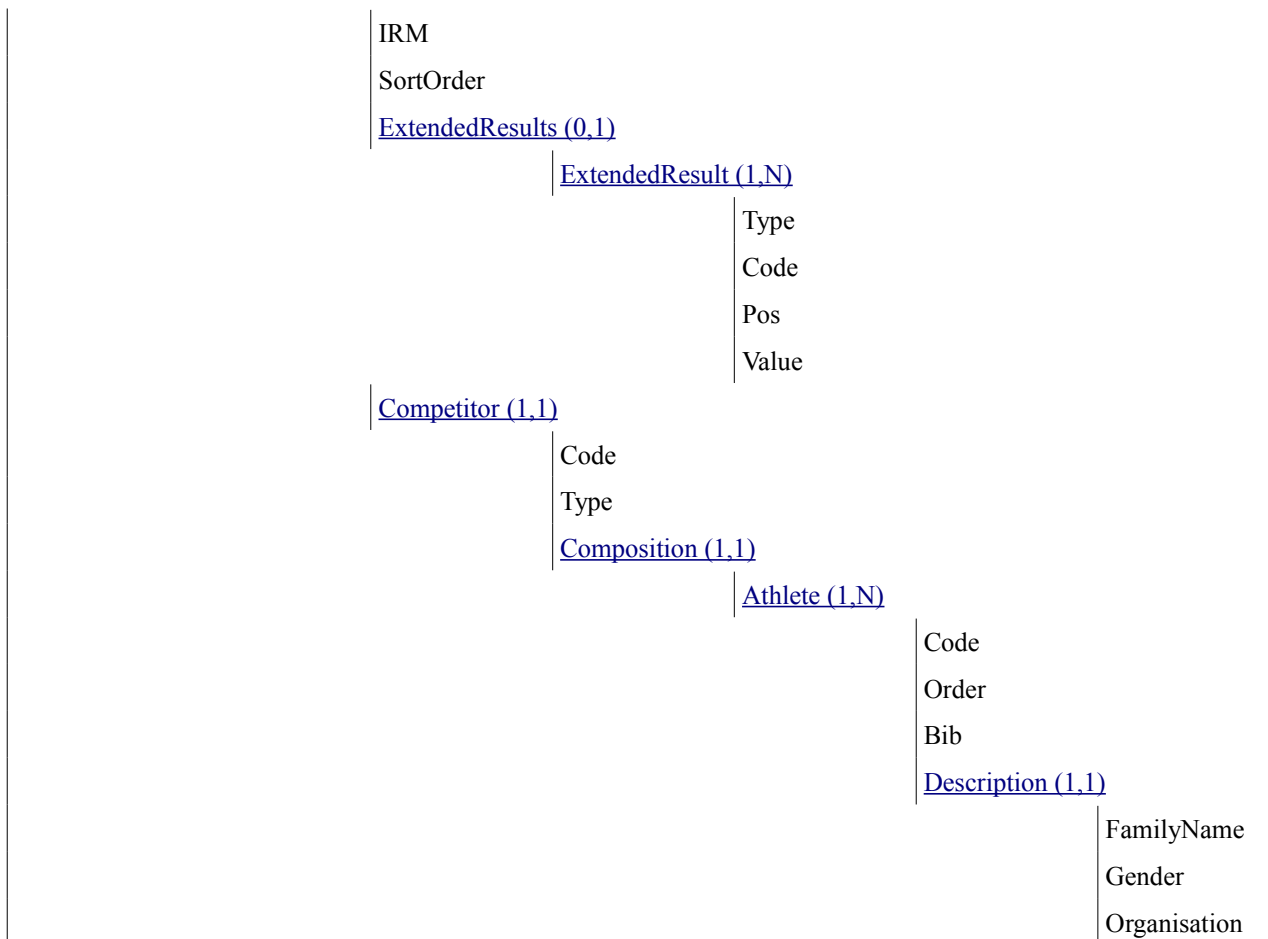 IRM
SortOrder
ExtendedResults (0,1)
ExtendedResult (1,N)
Type
Code
Pos
Value
Competitor (1,1)
Code
Type
Composition (1,1)
Athlete (1,N)
Code
Order
Bib
Description (1,1)
FamilyName
Gender
Organisation